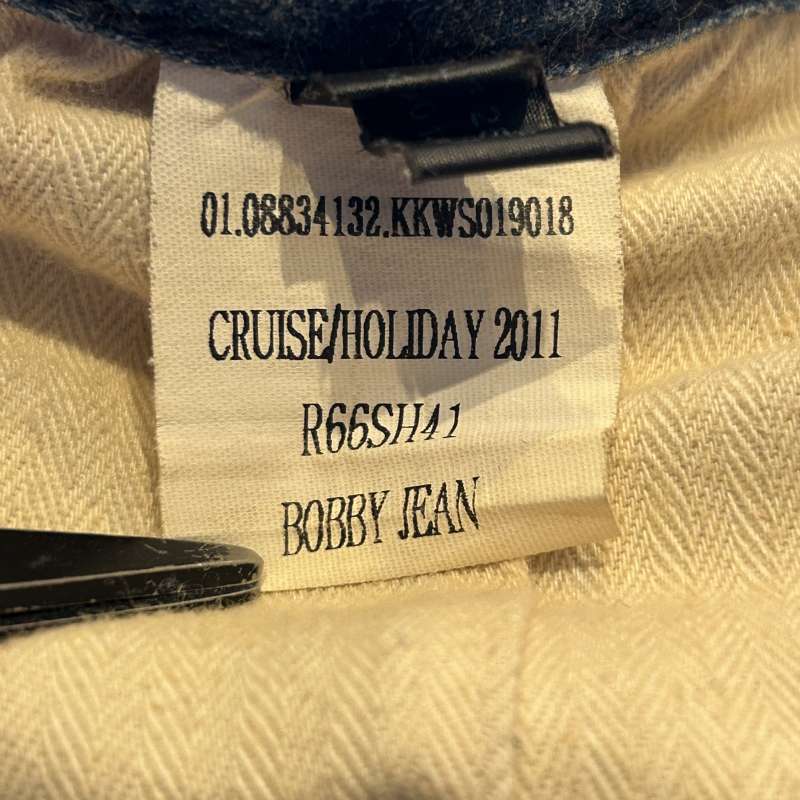 01.08834132.KKWS019018
CRUISE/HOLIDAY 2011
R66SH41
BOBBY JEAN